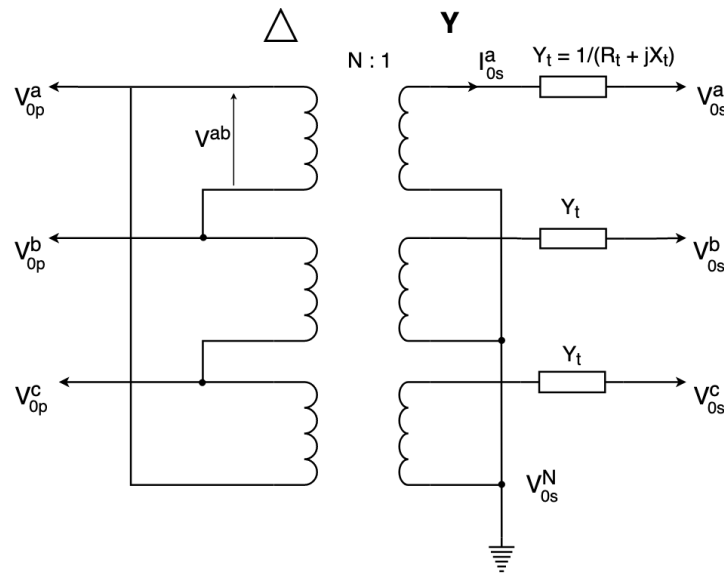 △ Y
N : 1
I^a_0s
Y_t = 1/(R_t + jX_t)
V^a_0p
V^a_0s
V^ab
Y_t
V^b_0p
V^b_0s
Y_t
V^c_0p
V^c_0s
V^N_0s